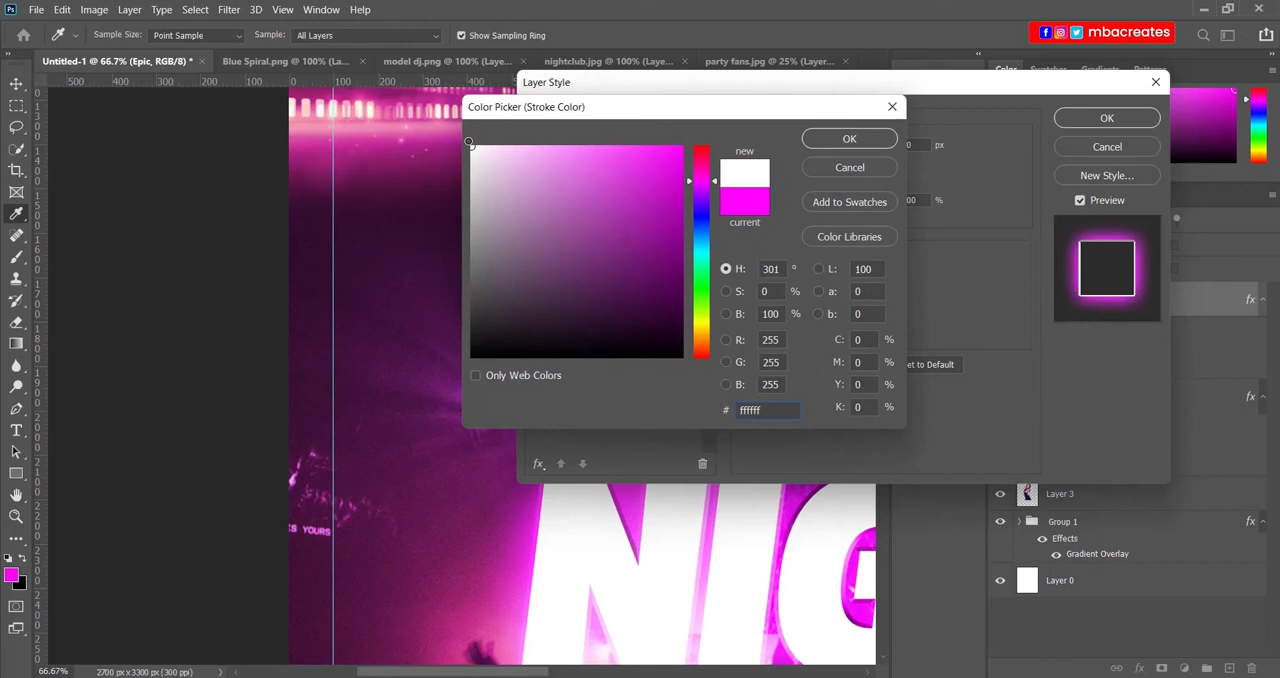 Ps File Edit Image Layer Type Select Filter 3D View Window Help
Sample Size: Point Sample Sample: All Layers Show Sampling Ring
mbacreates
Untitled-1 @ 66.7% (Epic, RGB/8) * Blue Spiral.png @ 100% (La... model dj.png @ 100% (Layer... nightclub.jpg @ 100% (Laye... party fans.jpg @ 25% (Layer...
Color Swatches Gradients Patterns
500 400 300 200 100 0 100 200 300 400
Layer Style
Color Picker (Stroke Color)
OK
Cancel
New Style...
Preview
px
%
new
current
OK
Cancel
Add to Swatches
Color Libraries
H: 301 ° L: 100
S: 0 % a: 0
B: 100 % b: 0
R: 255 C: 0 %
G: 255 M: 0 %
B: 255 Y: 0 %
# ffffff K: 0 %
Only Web Colors
et to Default
fx
fx
fx
YOURS
NIG
Layer 3
Group 1 fx
Effects
Gradient Overlay
Layer 0
66.67% 2700 px x 3300 px (300 ppi)
fx